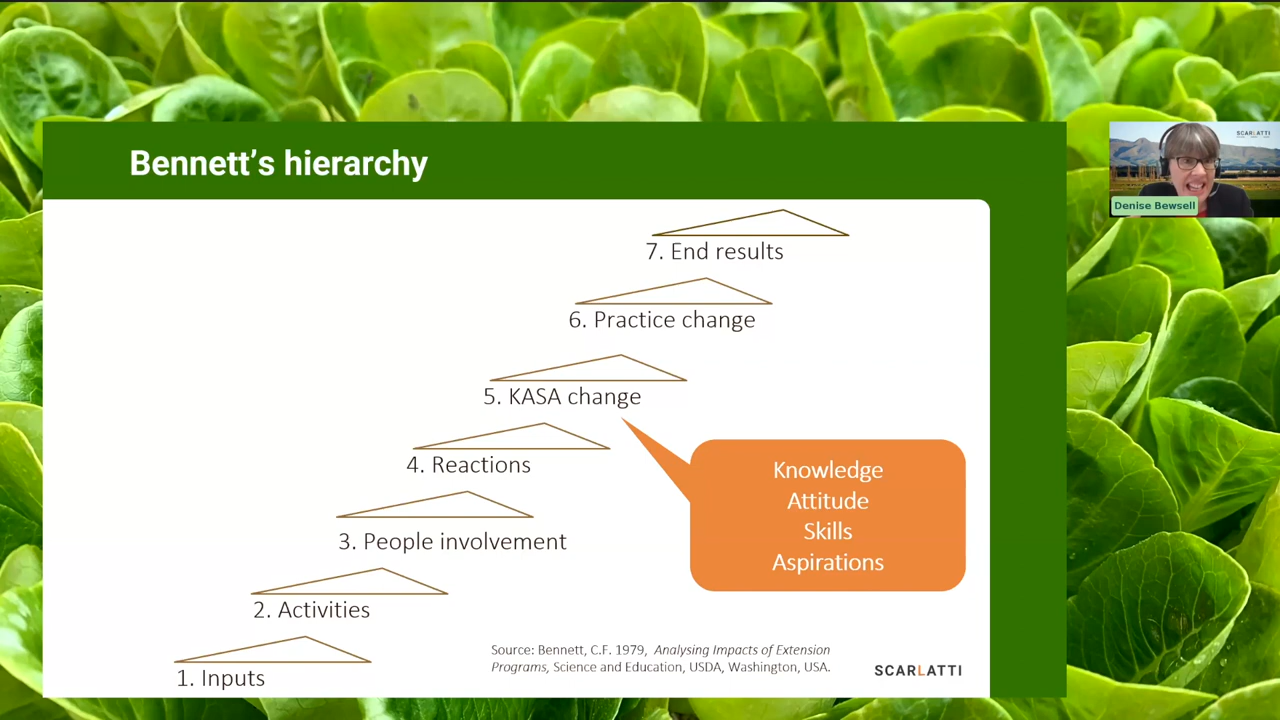 Bennett’s hierarchy
SCARLATTI
Denise Bewsell
7. End results
6. Practice change
5. KASA change
4. Reactions
3. People involvement
2. Activities
1. Inputs
Knowledge
Attitude
Skills
Aspirations
Source: Bennett, C.F. 1979, Analysing Impacts of Extension
Programs, Science and Education, USDA, Washington, USA.
SCARLATTI